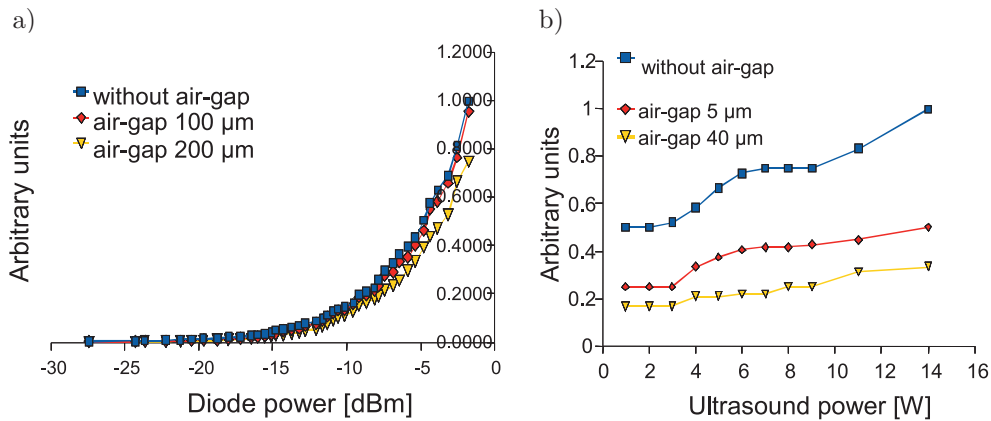 a)
1.2000
1.0000
0.8000
0.6000
0.4000
0.2000
0.0000
without air-gap
air-gap 100 µm
air-gap 200 µm
Arbitrary units
-30
-25
-20
-15
-10
-5
0
Diode power [dBm]
b)
1.2
1
0.8
0.6
0.4
0.2
0
without air-gap
air-gap 5 µm
air-gap 40 µm
Arbitrary units
0
2
4
6
8
10
12
14
16
Ultrasound power [W]